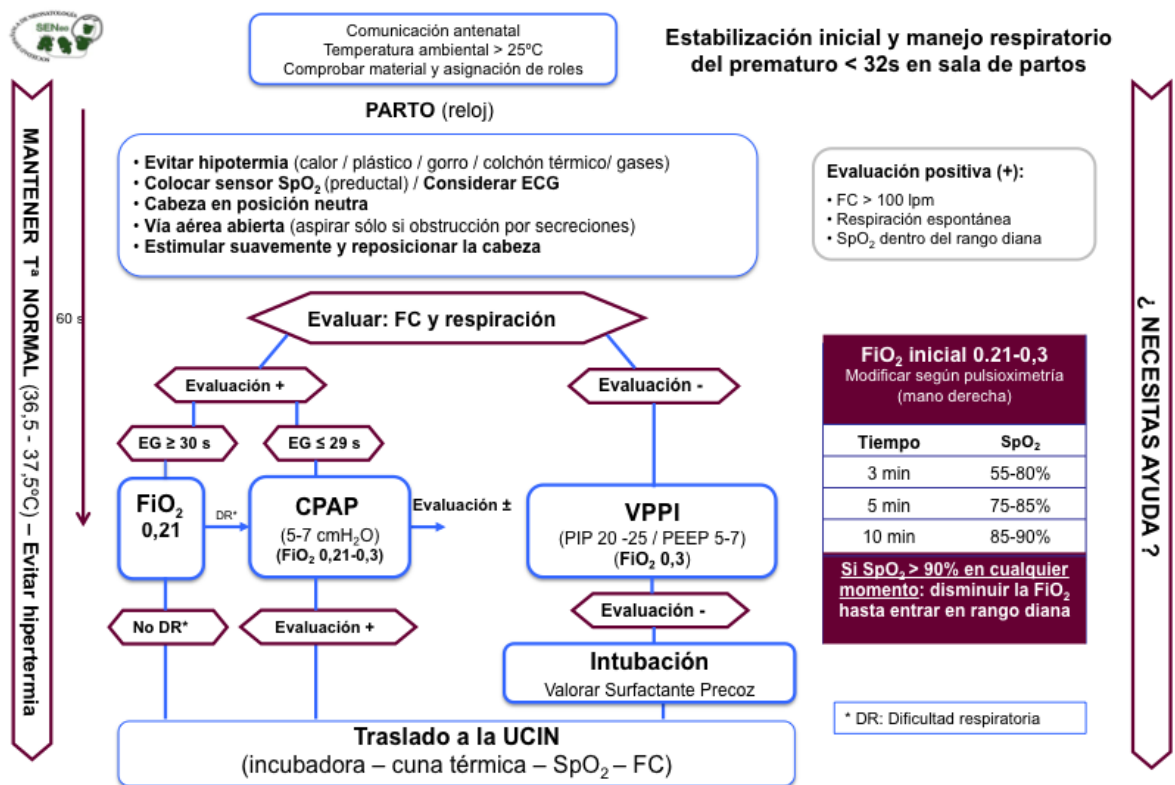 SENeo
Comunicación antenatal
Temperatura ambiental > 25ºC
Comprobar material y asignación de roles
Estabilización inicial y manejo respiratorio
del prematuro < 32s en sala de partos
MANTENER Tª NORMAL (36,5 - 37,5ºC) – Evitar hipertermia
60 s
PARTO (reloj)
• Evitar hipotermia (calor / plástico / gorro / colchón térmico/ gases)
• Colocar sensor SpO₂ (preductal) / Considerar ECG
• Cabeza en posición neutra
• Vía aérea abierta (aspirar sólo si obstrucción por secreciones)
• Estimular suavemente y reposicionar la cabeza
Evaluación positiva (+):
• FC > 100 lpm
• Respiración espontánea
• SpO₂ dentro del rango diana
¿ NECESITAS AYUDA ?
Evaluar: FC y respiración
Evaluación +
Evaluación -
EG ≥ 30 s
EG ≤ 29 s
FiO₂
0,21
DR*
CPAP
(5-7 cmH₂O)
(FiO₂ 0,21-0,3)
Evaluación ±
VPPI
(PIP 20 -25 / PEEP 5-7)
(FiO₂ 0,3)
FiO₂ inicial 0.21-0,3
Modificar según pulsioximetría
(mano derecha)
Tiempo SpO₂
3 min 55-80%
5 min 75-85%
10 min 85-90%
Si SpO₂ > 90% en cualquier
momento: disminuir la FiO₂
hasta entrar en rango diana
No DR*
Evaluación +
Evaluación -
Intubación
Valorar Surfactante Precoz
* DR: Dificultad respiratoria
Traslado a la UCIN
(incubadora – cuna térmica – SpO₂ – FC)